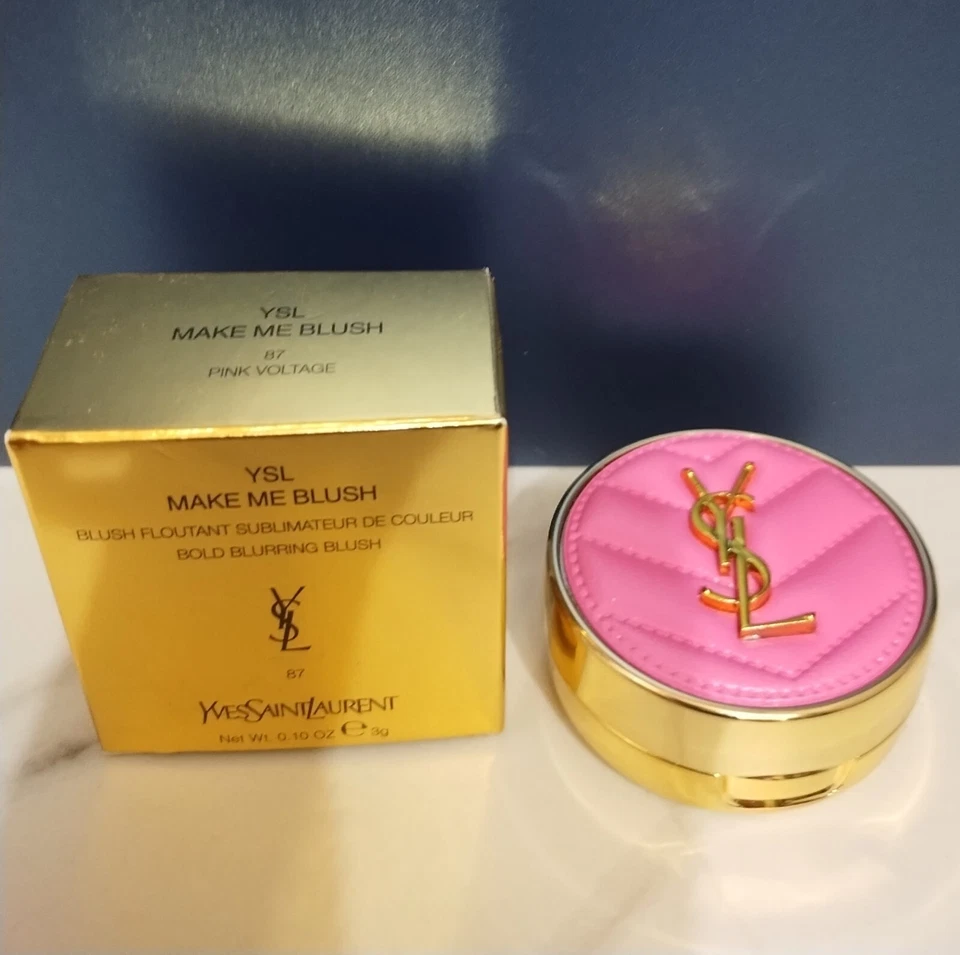 YSL
MAKE ME BLUSH
87
PINK VOLTAGE
YSL
MAKE ME BLUSH
BLUSH FLOUTANT SUBLIMATEUR DE COULEUR
BOLD BLURRING BLUSH
YSL
87
YVESSAINTLAURENT
Net Wt. 0.10 OZ ℮ 3g
YSL